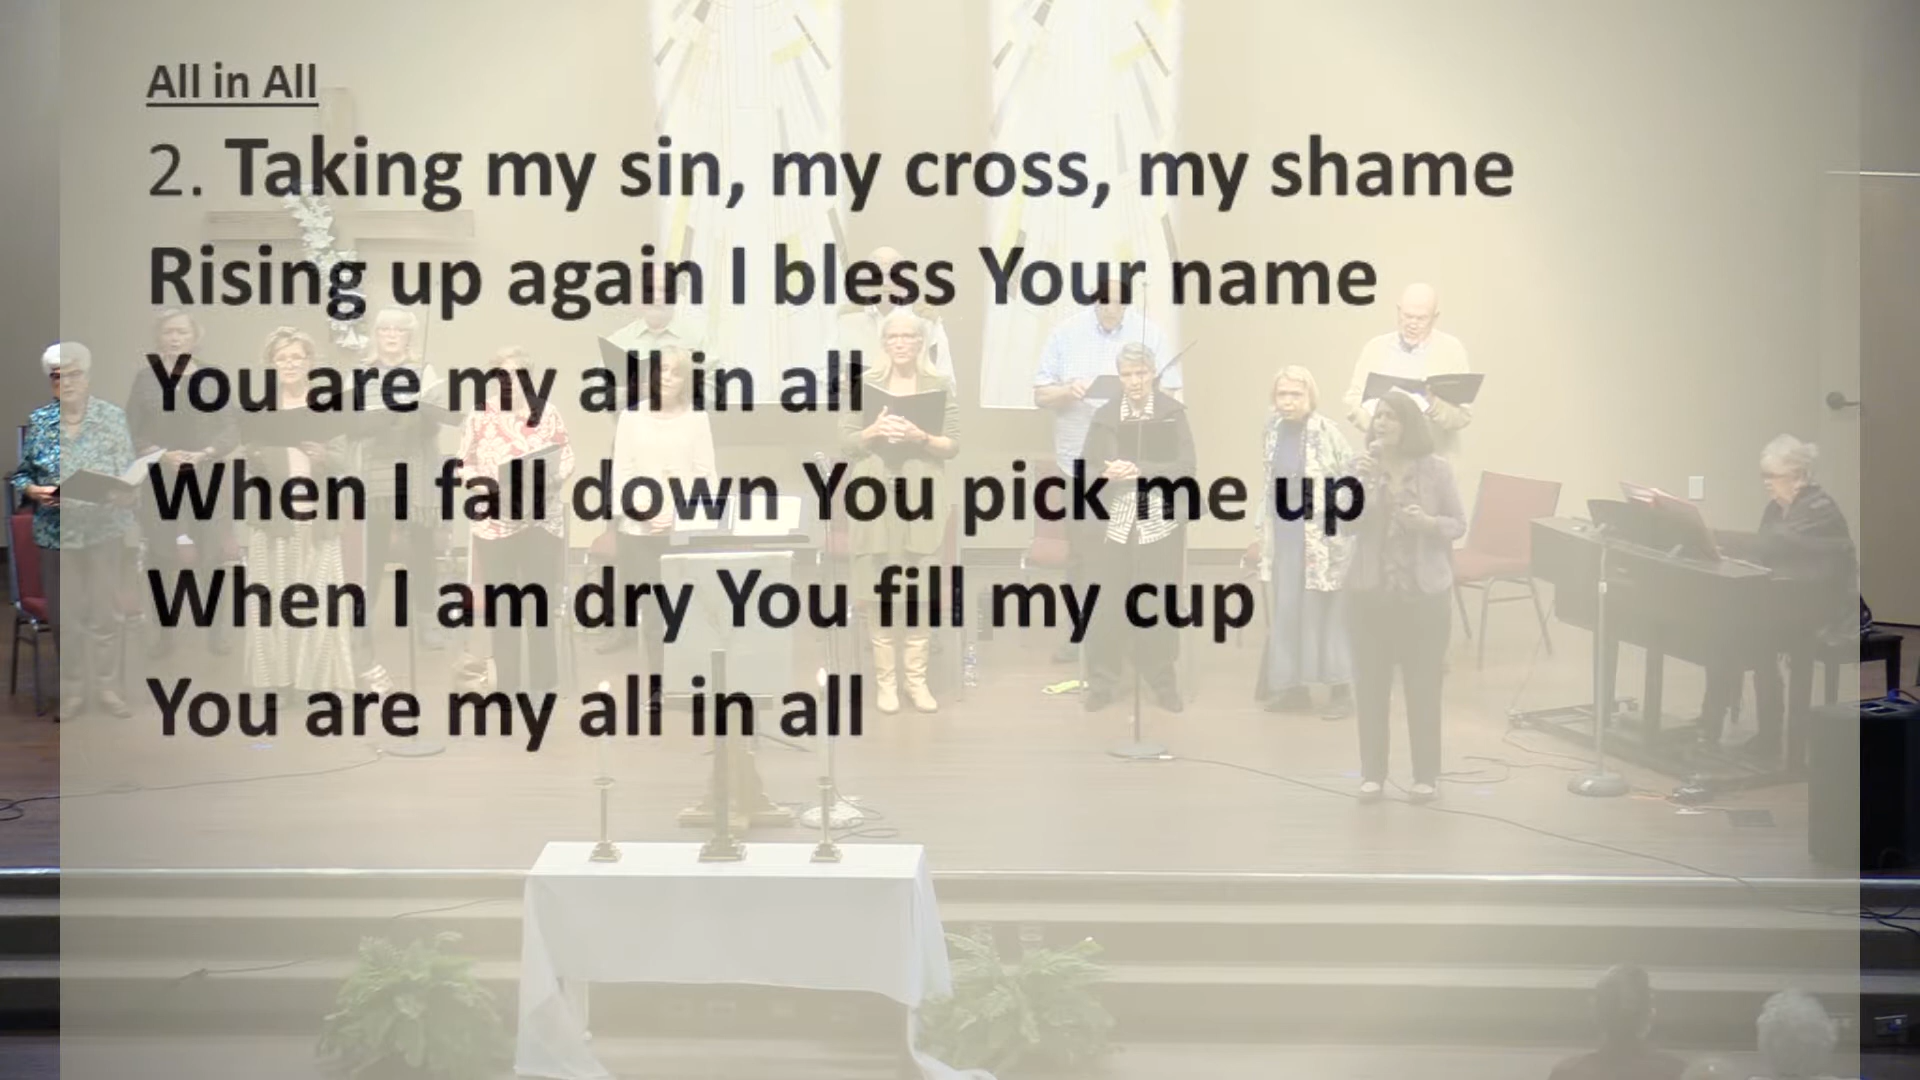 All in All
2. Taking my sin, my cross, my shame
Rising up again I bless Your name
You are my all in all
When I fall down You pick me up
When I am dry You fill my cup
You are my all in all